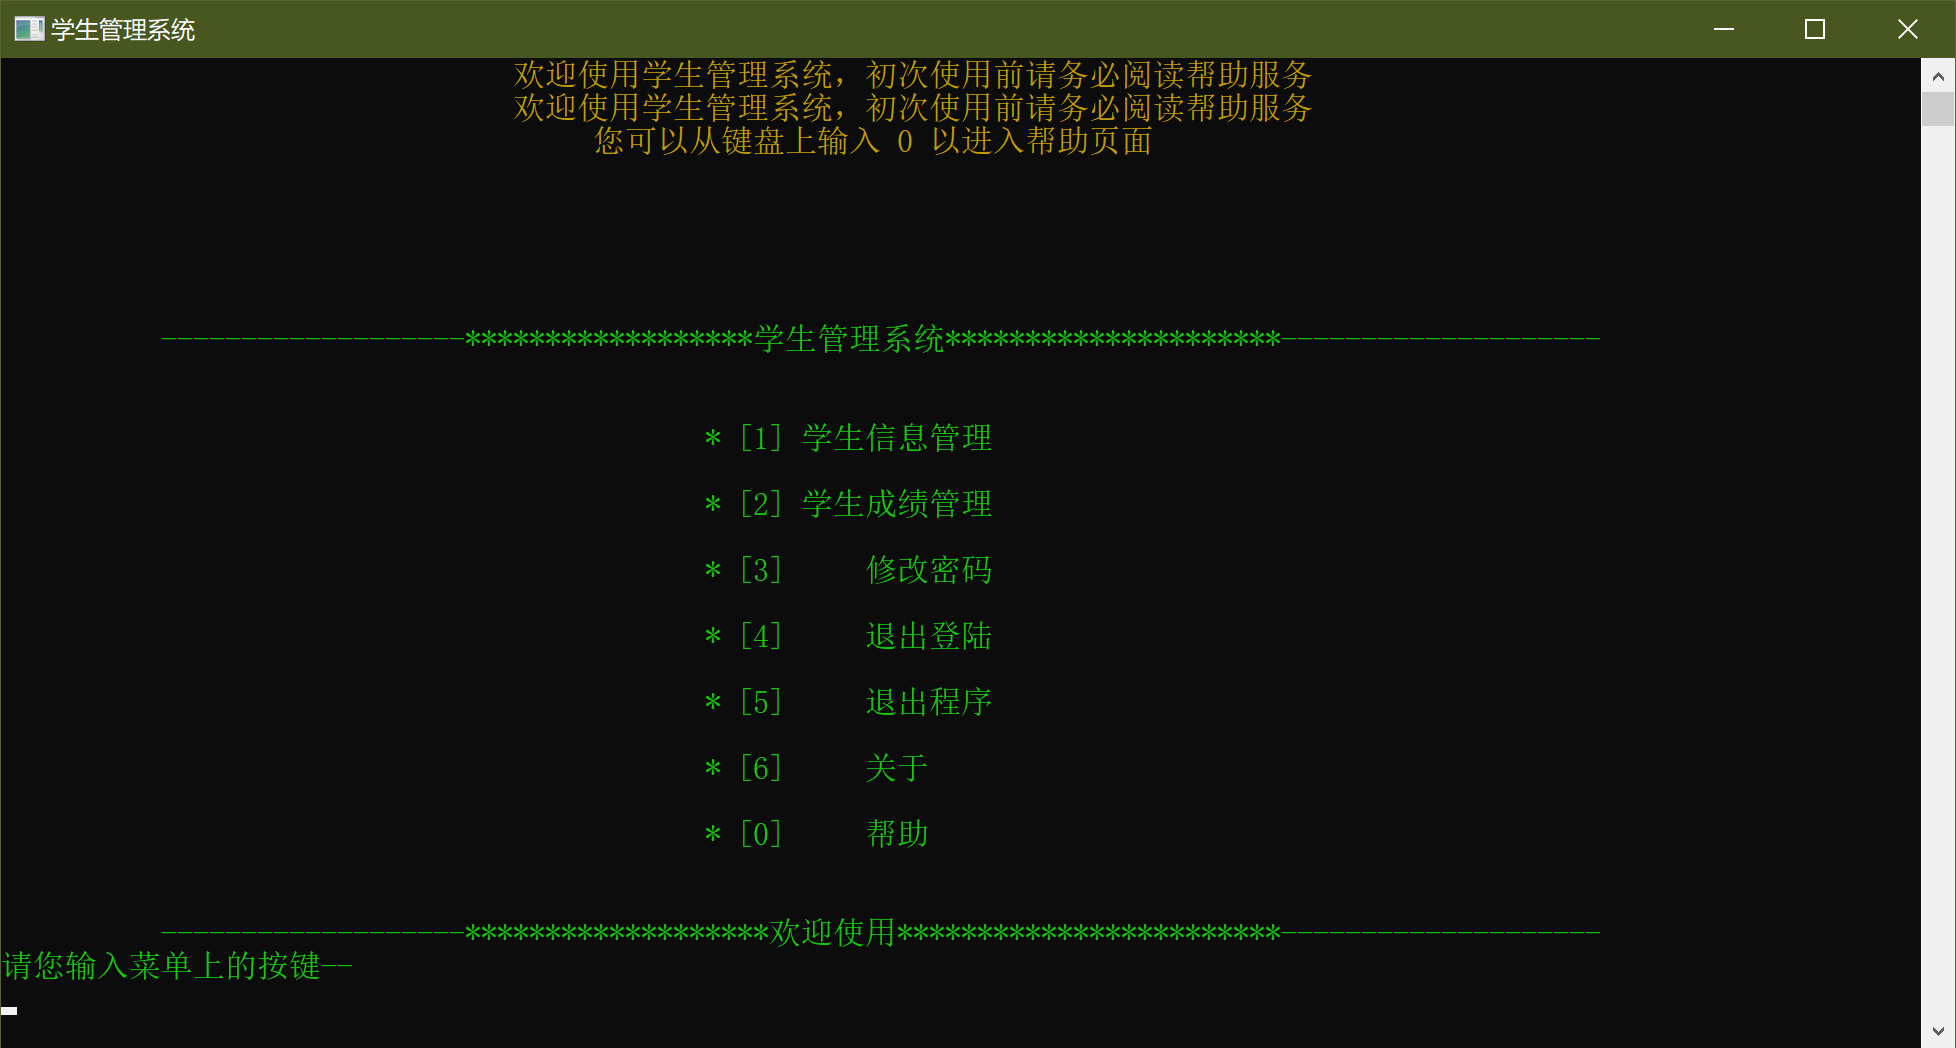 学生管理系统
欢迎使用学生管理系统，初次使用前请务必阅读帮助服务
欢迎使用学生管理系统，初次使用前请务必阅读帮助服务
您可以从键盘上输入 0 以进入帮助页面
-------------------******************学生管理系统*********************--------------------
* [1] 学生信息管理
* [2] 学生成绩管理
* [3] 修改密码
* [4] 退出登陆
* [5] 退出程序
* [6] 关于
* [0] 帮助
-------------------*******************欢迎使用************************--------------------
请您输入菜单上的按键--